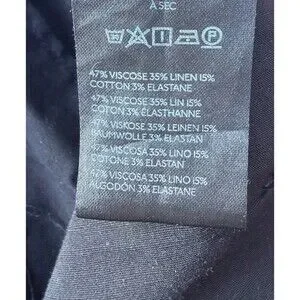 À SEC
P
47% VISCOSE 35% LINEN 15%
COTTON 3% ELASTANE
47% VISCOSE 35% LIN 15%
COTON 3% ELASTHANNE
47% VISKOSE 35% LEINEN 15%
BAUMWOLLE 3% ELASTAN
47% VISCOSA 35% LINO 15%
COTONE 3% ELASTAN
47% VISCOSA 35% LINO 15%
ALGODÓN 3% ELASTANE